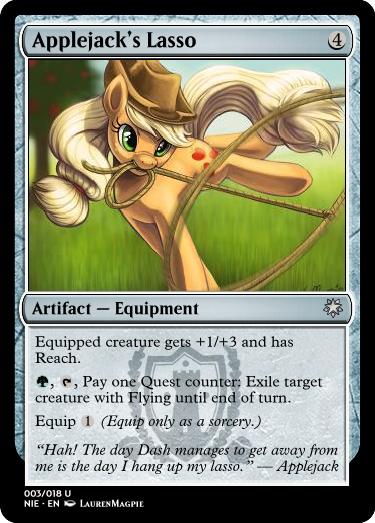 Applejack's Lasso 4
Artifact — Equipment
Equipped creature gets +1/+3 and has
Reach.
, , Pay one Quest counter: Exile target
creature with Flying until end of turn.
Equip 1 (Equip only as a sorcery.)
“Hah! The day Dash manages to get away from
me is the day I hang up my lasso.” — Applejack
003/018 U
NIE • EN LaurenMagpie